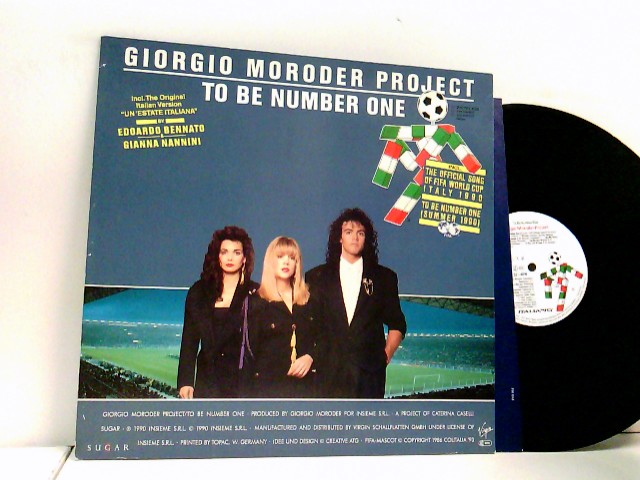 GIORGIO MORODER PROJECT
TO BE NUMBER ONE
Incl. The Original
Italian Version
"UN'ESTATE ITALIANA"
BY
EDOARDO BENNATO
&
GIANNA NANNINI
THE OFFICIAL SONG
OF FIFA WORLD CUP
ITALY 1990
TO BE NUMBER ONE
(SUMMER 1990)
GIORGIO MORODER PROJECT/TO BE NUMBER ONE · PRODUCED BY GIORGIO MORODER FOR INSIEME S.R.L. · A PROJECT OF CATERINA CASELLI
SUGAR · ℗ 1990 INSIEME S.R.L. © 1990 INSIEME S.R.L. · MANUFACTURED AND DISTRIBUTED BY VIRGIN SCHALLPLATTEN GMBH UNDER LICENSE OF
INSIEME S.R.L. · PRINTED BY TOPAC, W. GERMANY · IDEE UND DESIGN © CREATIVE ATG · FIFA-MASCOT © COPYRIGHT 1986 COLITALIA '90
SUGAR
Virgin